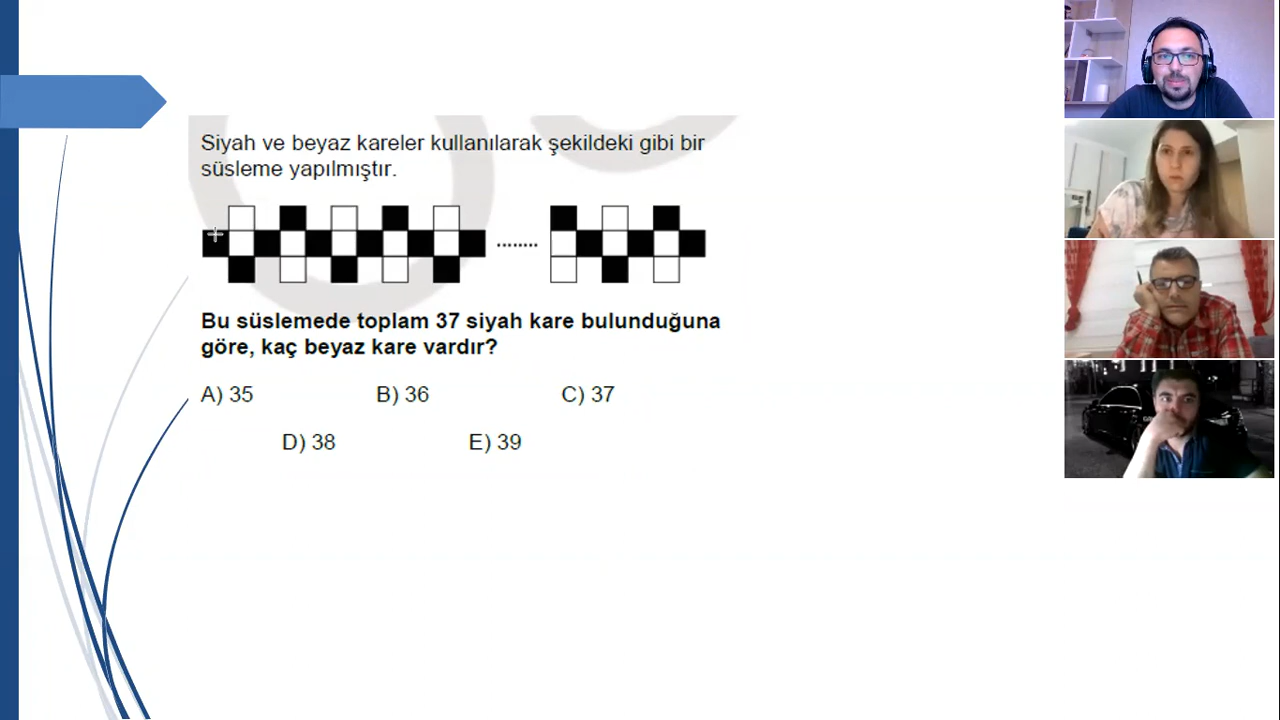 Siyah ve beyaz kareler kullanılarak şekildeki gibi bir
süsleme yapılmıştır.
........
Bu süslemede toplam 37 siyah kare bulunduğuna
göre, kaç beyaz kare vardır?
A) 35 B) 36 C) 37
D) 38 E) 39